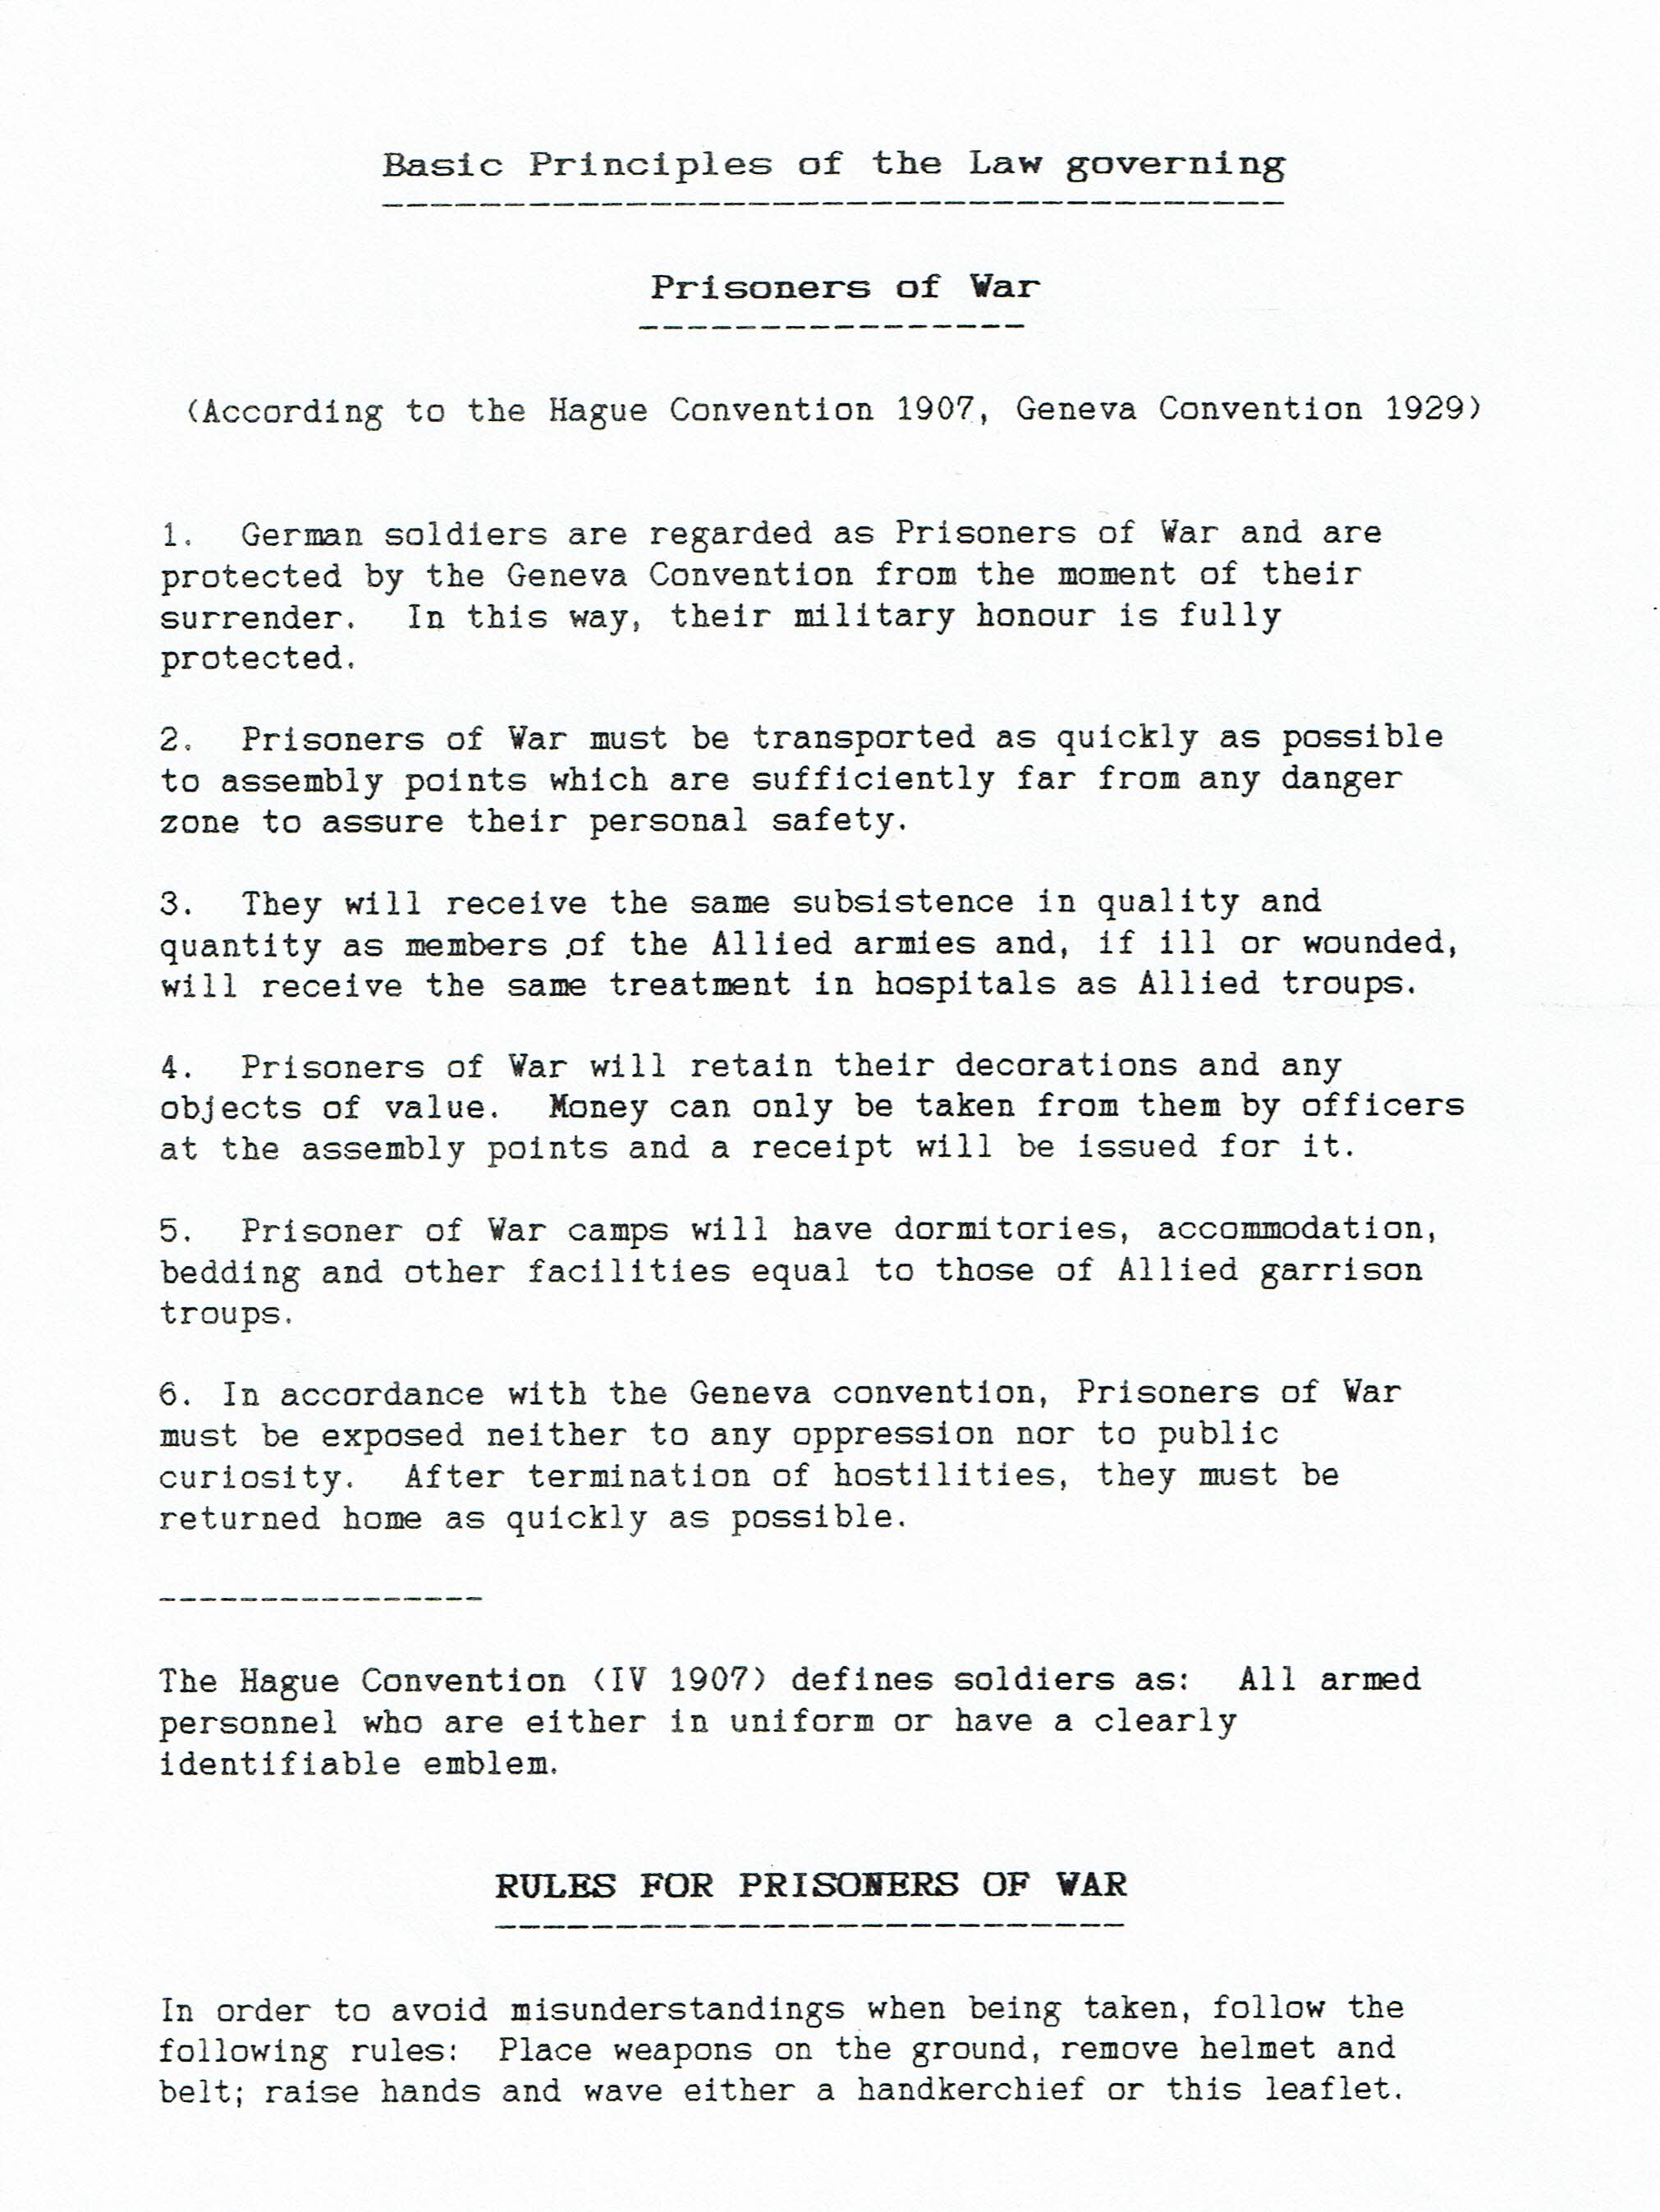 Basic Principles of the Law governing
-------------------------------------
Prisoners of War
----------------
(According to the Hague Convention 1907, Geneva Convention 1929)
1.  German soldiers are regarded as Prisoners of War and are
protected by the Geneva Convention from the moment of their
surrender.  In this way, their military honour is fully
protected.
2.  Prisoners of War must be transported as quickly as possible
to assembly points which are sufficiently far from any danger
zone to assure their personal safety.
3.  They will receive the same subsistence in quality and
quantity as members of the Allied armies and, if ill or wounded,
will receive the same treatment in hospitals as Allied troups.
4.  Prisoners of War will retain their decorations and any
objects of value.  Money can only be taken from them by officers
at the assembly points and a receipt will be issued for it.
5.  Prisoner of War camps will have dormitories, accommodation,
bedding and other facilities equal to those of Allied garrison
troups.
6. In accordance with the Geneva convention, Prisoners of War
must be exposed neither to any oppression nor to public
curiosity.  After termination of hostilities, they must be
returned home as quickly as possible.
----------------
The Hague Convention (IV 1907) defines soldiers as:  All armed
personnel who are either in uniform or have a clearly
identifiable emblem.
RULES FOR PRISONERS OF WAR
--------------------------
In order to avoid misunderstandings when being taken, follow the
following rules:  Place weapons on the ground, remove helmet and
belt; raise hands and wave either a handkerchief or this leaflet.